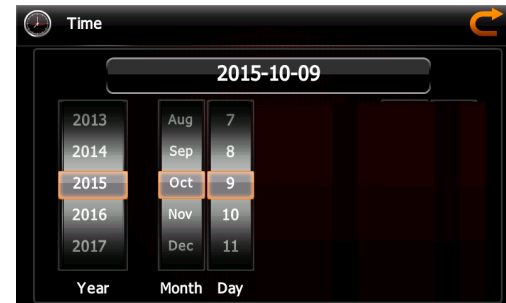 Time
2015-10-09
2013 Aug 7
2014 Sep 8
2015 Oct 9
2016 Nov 10
2017 Dec 11
Year Month Day